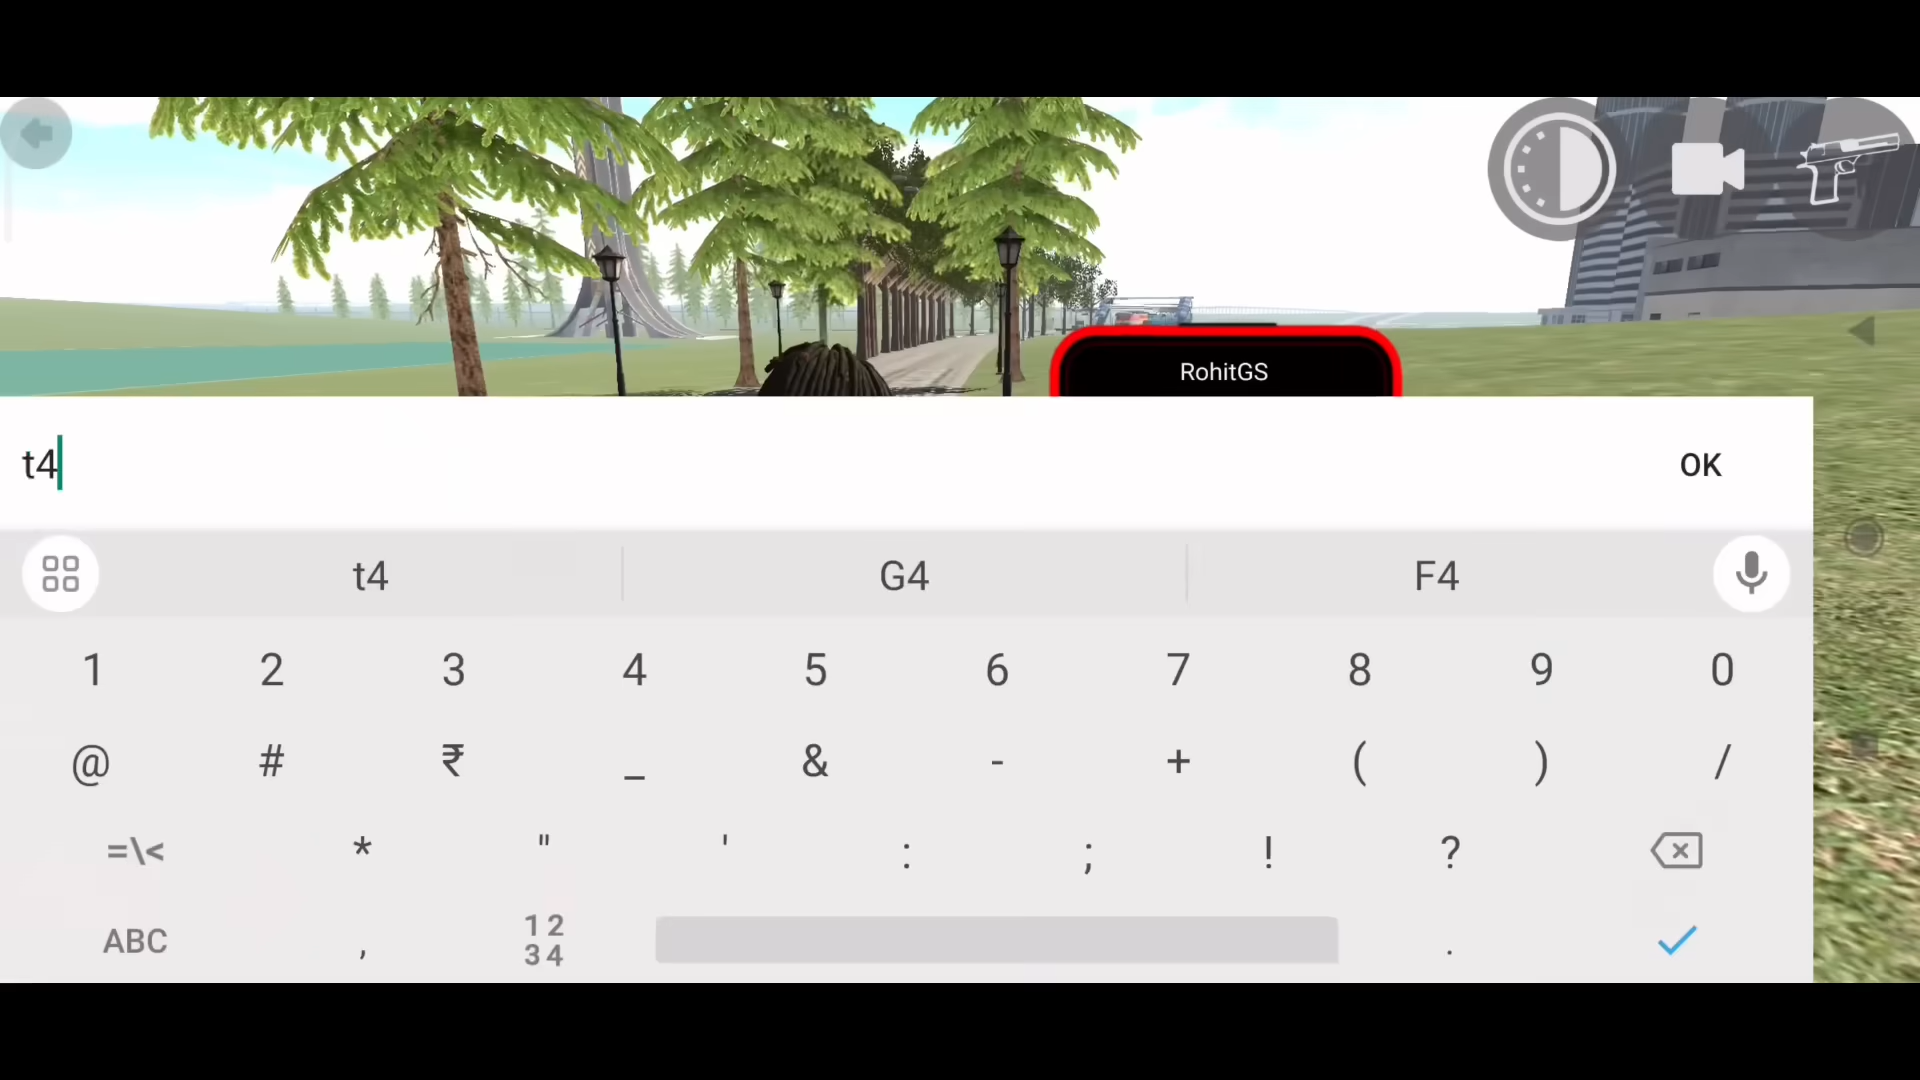 RohitGS
t4
OK
t4 G4 F4
1 2 3 4 5 6 7 8 9 0
@ # ₹ _ & - + ( ) /
=\< * " ' : ; ! ?
ABC , 12 34 .